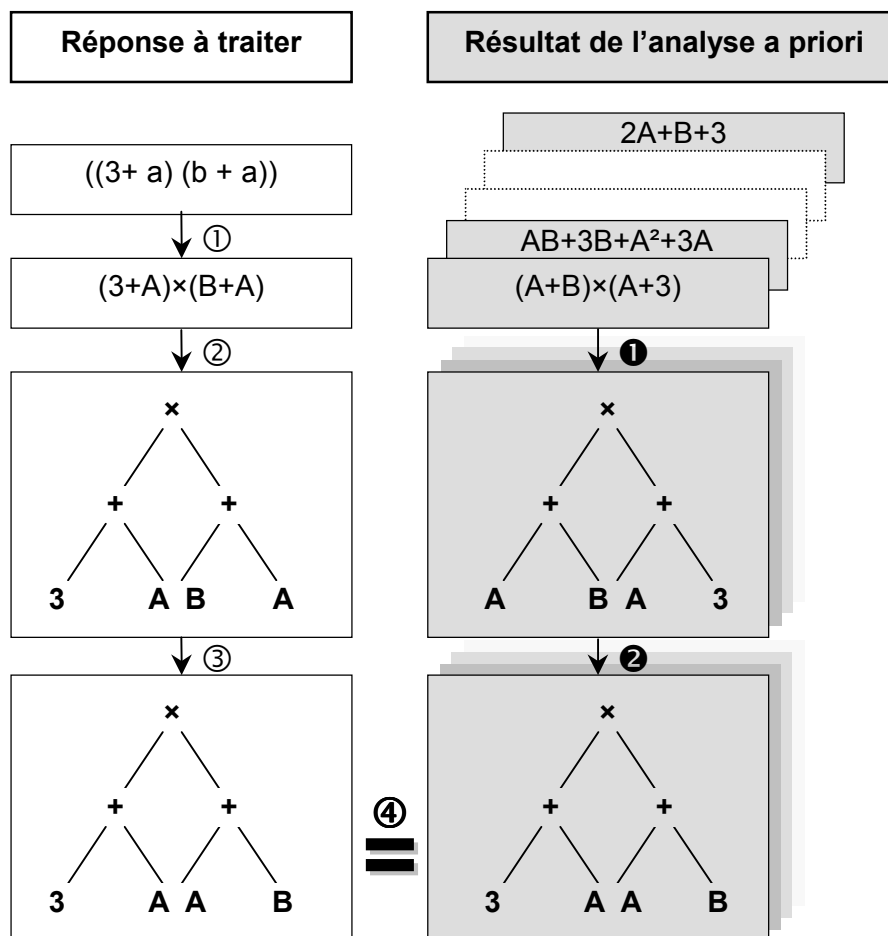 Réponse à traiter
Résultat de l'analyse a priori
((3+ a) (b + a))
①
(3+A)×(B+A)
②
×
+ +
3 A B A
③
×
+ +
3 A A B
④
2A+B+3
AB+3B+A²+3A
(A+B)×(A+3)
❶
×
+ +
A B A 3
❷
×
+ +
3 A A B